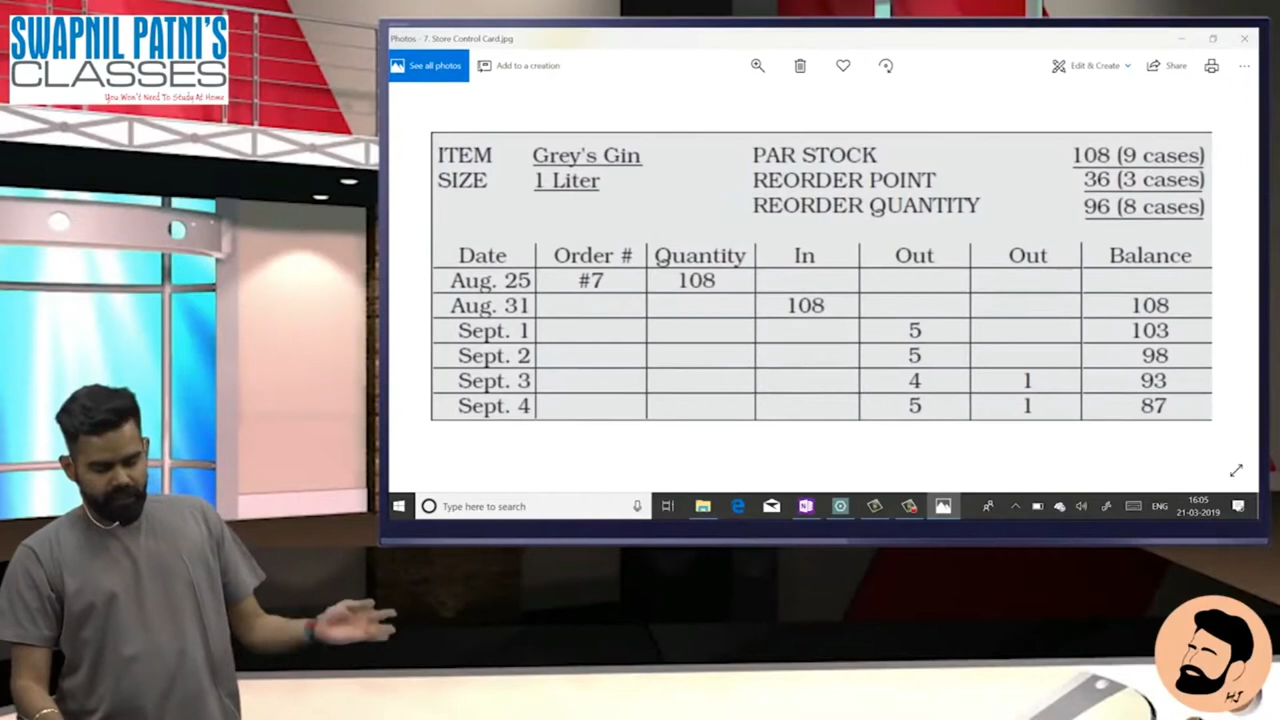 SWAPNIL PATNI'S
CLASSES
You Won't Need To Study At Home
Photos - 7. Store Control Card.jpg
See all photos
Add to a creation
Edit & Create
Share
ITEM Grey's Gin PAR STOCK 108 (9 cases)
SIZE 1 Liter REORDER POINT 36 (3 cases)
REORDER QUANTITY 96 (8 cases)
Date Order # Quantity In Out Out Balance
Aug. 25 #7 108
Aug. 31 108 108
Sept. 1 5 103
Sept. 2 5 98
Sept. 3 4 1 93
Sept. 4 5 1 87
Type here to search
ENG
16:05
21-03-2019
HJ